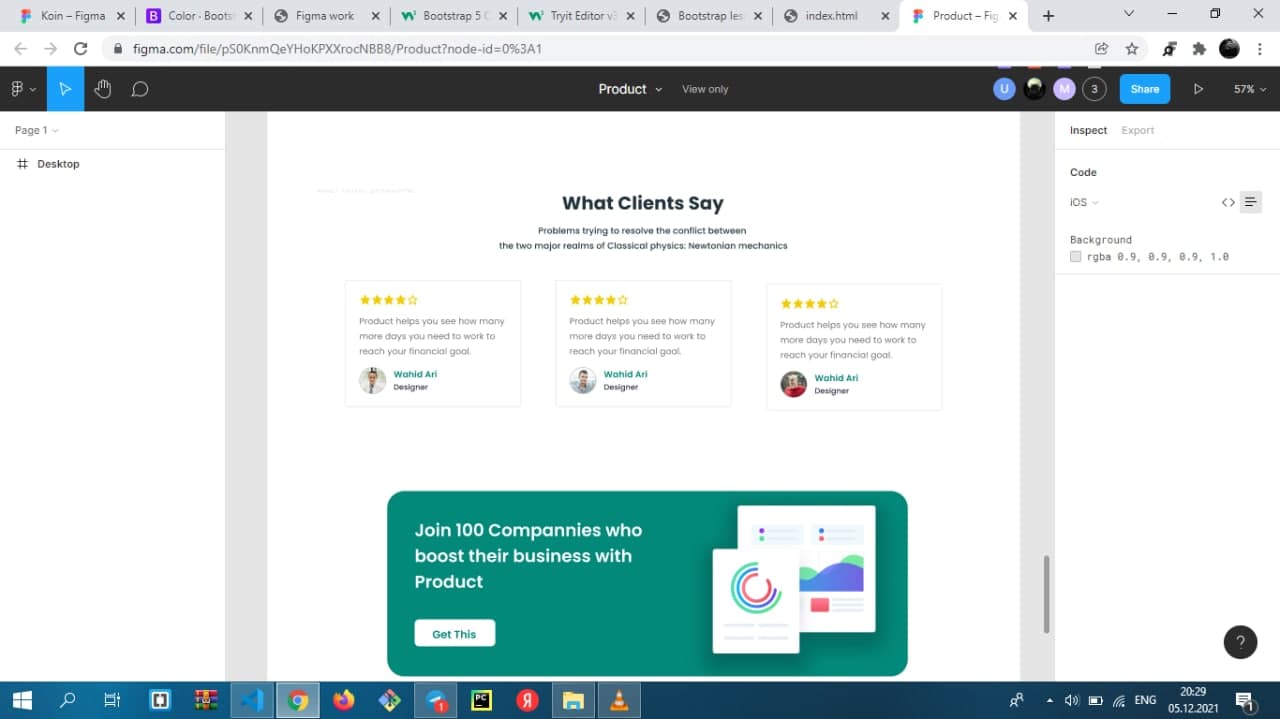 Koin – Figma
Color · Boots
Figma work
Bootstrap 5 C
Tryit Editor v3
Bootstrap les
index.html
Product – Fig
figma.com/file/pS0KnmQeYHoKPXXrocNBB8/Product?node-id=0%3A1
Product
View only
U
M
3
Share
57%
Page 1
Desktop
Inspect
Export
Code
iOS
Background
rgba 0.9, 0.9, 0.9, 1.0
What Clients Say
Problems trying to resolve the conflict between
the two major realms of Classical physics: Newtonian mechanics
Product helps you see how many
more days you need to work to
reach your financial goal.
Wahid Ari
Designer
Product helps you see how many
more days you need to work to
reach your financial goal.
Wahid Ari
Designer
Product helps you see how many
more days you need to work to
reach your financial goal.
Wahid Ari
Designer
Join 100 Compannies who
boost their business with
Product
Get This
?
PC
Я
1
ENG
20:29
05.12.2021
1